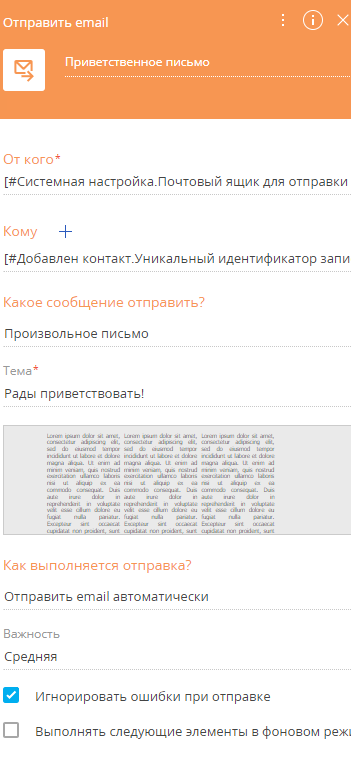 Отправить email
Приветственное письмо
От кого*
[#Системная настройка.Почтовый ящик для отправки
Кому
[#Добавлен контакт.Уникальный идентификатор запи
Какое сообщение отправить?
Произвольное письмо
Тема*
Рады приветствовать!
Lorem ipsum dolor sit amet, Lorem ipsum dolor sit amet, Lorem ipsum dolor sit amet,
consectetur adipiscing elit, consectetur adipiscing elit, consectetur adipiscing elit,
sed do eiusmod tempor sed do eiusmod tempor sed do eiusmod tempor
incididunt ut labore et dolore incididunt ut labore et dolore incididunt ut labore et dolore
magna aliqua. Ut enim ad magna aliqua. Ut enim ad magna aliqua. Ut enim ad
minim veniam, quis nostrud minim veniam, quis nostrud minim veniam, quis nostrud
exercitation ullamco laboris exercitation ullamco laboris exercitation ullamco laboris
nisi ut aliquip ex ea nisi ut aliquip ex ea nisi ut aliquip ex ea
commodo consequat. Duis commodo consequat. Duis commodo consequat. Duis
aute irure dolor in aute irure dolor in aute irure dolor in
reprehenderit in voluptate reprehenderit in voluptate reprehenderit in voluptate
velit esse cillum dolore eu velit esse cillum dolore eu velit esse cillum dolore eu
fugiat nulla pariatur. fugiat nulla pariatur. fugiat nulla pariatur.
Excepteur sint occaecat Excepteur sint occaecat Excepteur sint occaecat
cupidatat non proident, sunt cupidatat non proident, sunt cupidatat non proident, sunt
Как выполняется отправка?
Отправить email автоматически
Важность
Средняя
Игнорировать ошибки при отправке
Выполнять следующие элементы в фоновом режи